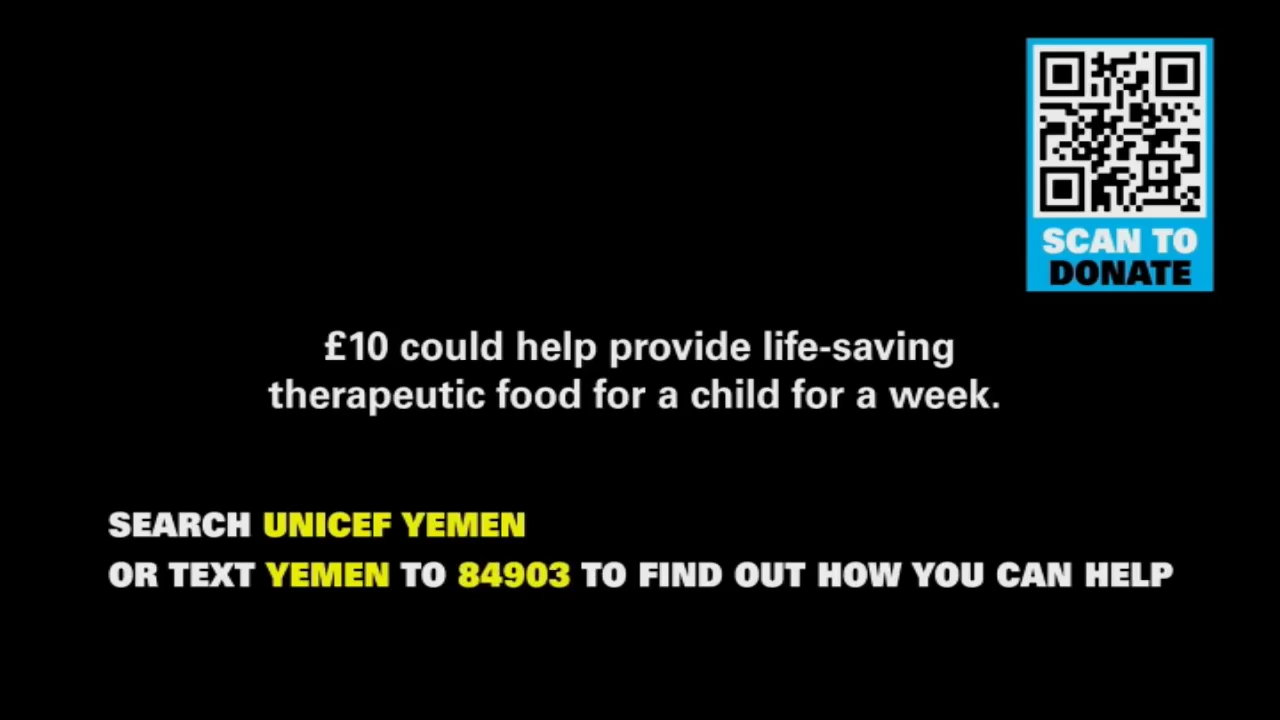 SCAN TO
DONATE
£10 could help provide life-saving
therapeutic food for a child for a week.
SEARCH UNICEF YEMEN
OR TEXT YEMEN TO 84903 TO FIND OUT HOW YOU CAN HELP